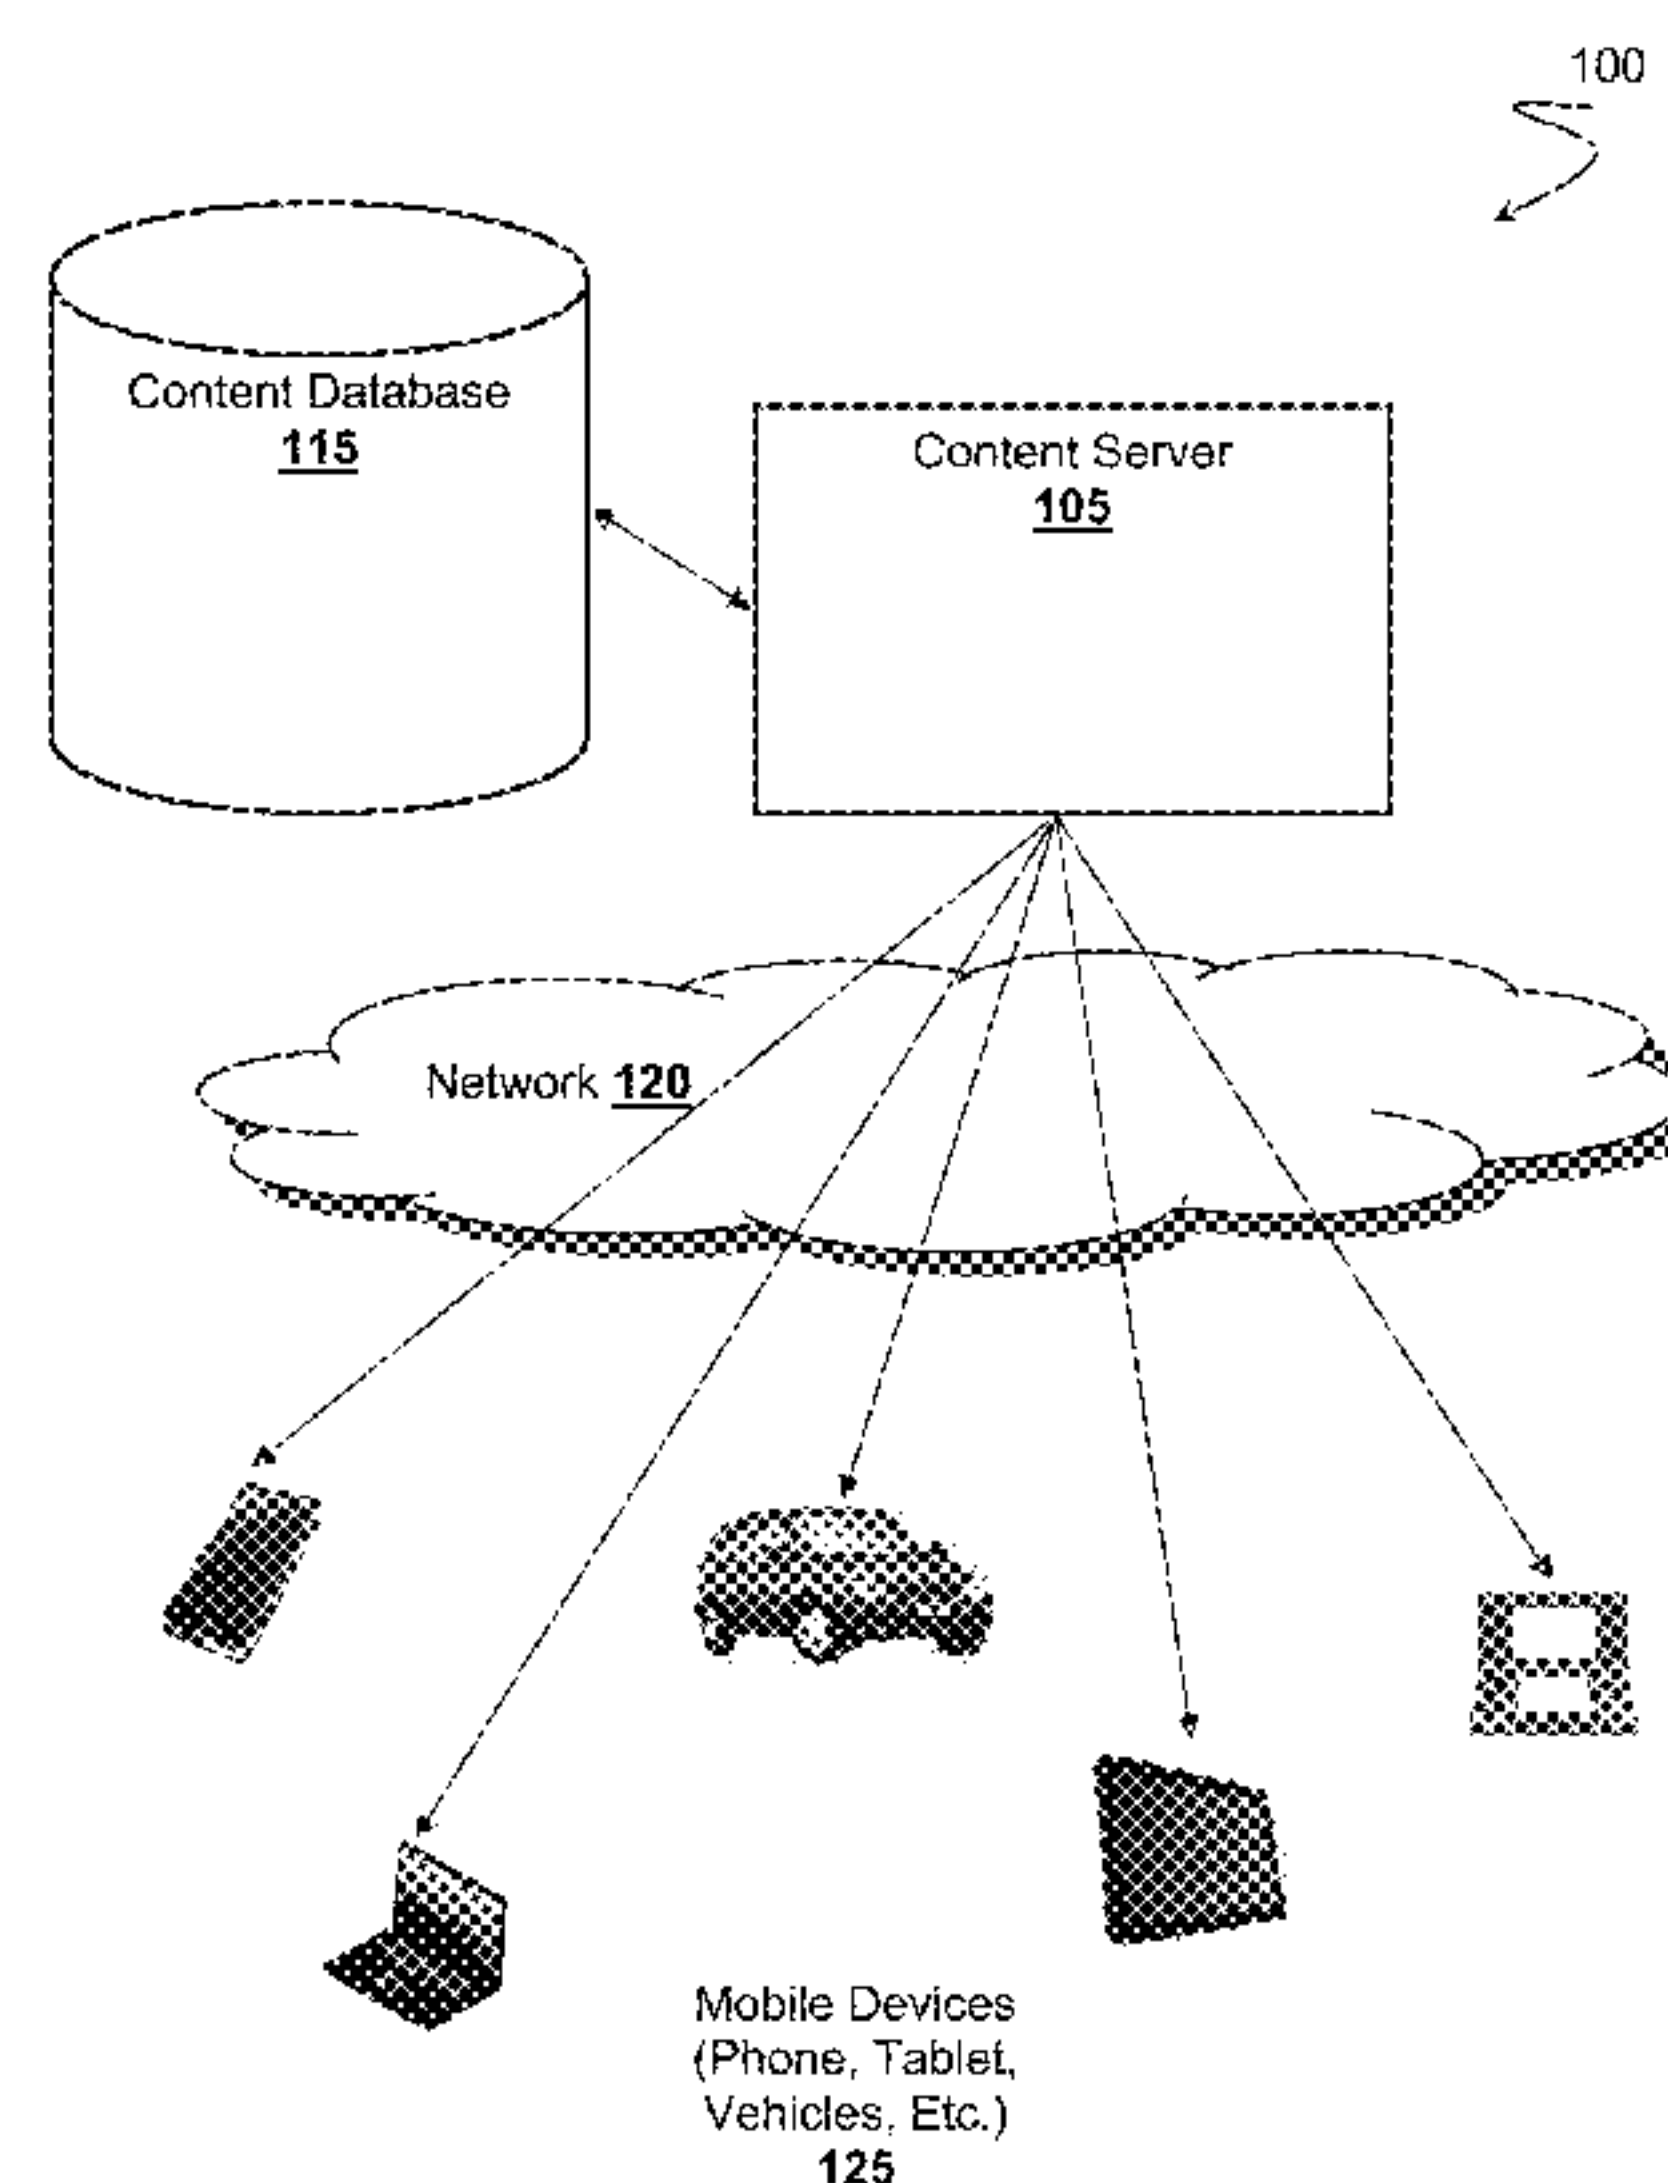 100
Content Database
115
Content Server
105
Network 120
Mobile Devices
(Phone, Tablet,
Vehicles, Etc.)
125